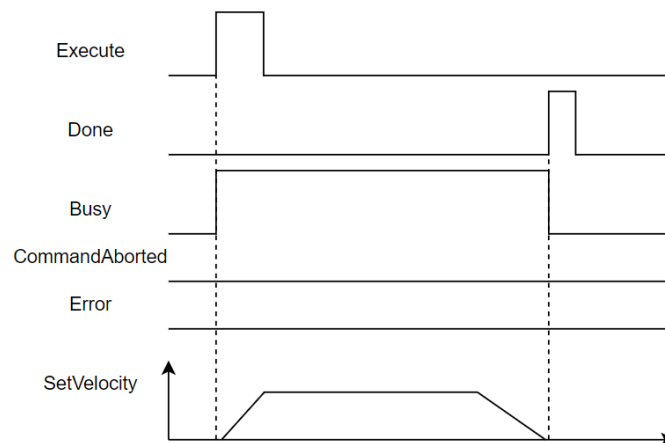 Execute
Done
Busy
CommandAborted
Error
SetVelocity